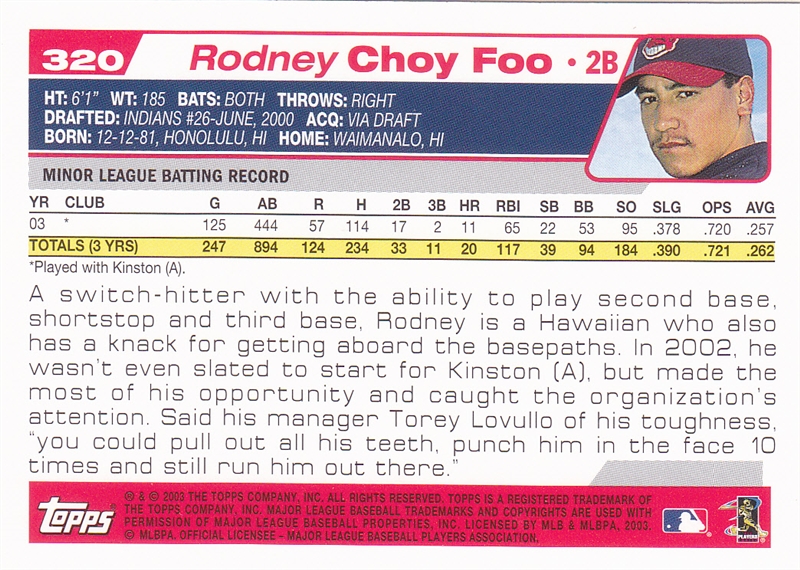 320 Rodney Choy Foo • 2B
HT: 6'1" WT: 185 BATS: BOTH THROWS: RIGHT
DRAFTED: INDIANS #26-JUNE, 2000 ACQ: VIA DRAFT
BORN: 12-12-81, HONOLULU, HI HOME: WAIMANALO, HI
MINOR LEAGUE BATTING RECORD
YR CLUB G AB R H 2B 3B HR RBI SB BB SO SLG OPS AVG
03 * 125 444 57 114 17 2 11 65 22 53 95 .378 .720 .257
TOTALS (3 YRS) 247 894 124 234 33 11 20 117 39 94 184 .390 .721 .262
*Played with Kinston (A).
A switch-hitter with the ability to play second base,
shortstop and third base, Rodney is a Hawaiian who also
has a knack for getting aboard the basepaths. In 2002, he
wasn't even slated to start for Kinston (A), but made the
most of his opportunity and caught the organization's
attention. Said his manager Torey Lovullo of his toughness,
"you could pull out all his teeth, punch him in the face 10
times and still run him out there."
topps
® & © 2003 THE TOPPS COMPANY, INC. ALL RIGHTS RESERVED. TOPPS IS A REGISTERED TRADEMARK OF
THE TOPPS COMPANY, INC. MAJOR LEAGUE BASEBALL TRADEMARKS AND COPYRIGHTS ARE USED WITH
PERMISSION OF MAJOR LEAGUE BASEBALL PROPERTIES, INC. LICENSED BY MLB & MLBPA, 2003.
© MLBPA. OFFICIAL LICENSEE – MAJOR LEAGUE BASEBALL PLAYERS ASSOCIATION.
PLAYERS